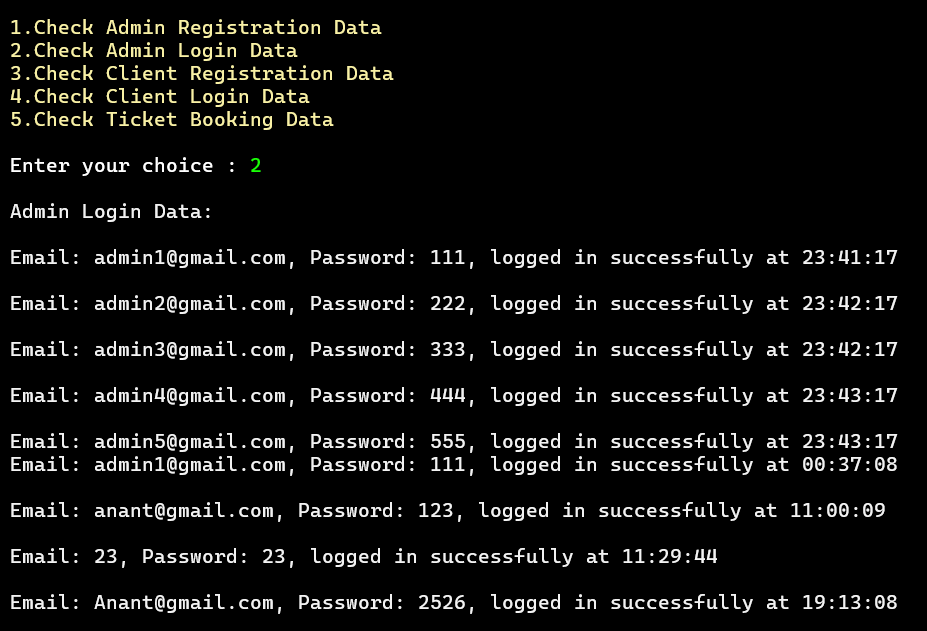 1.Check Admin Registration Data
2.Check Admin Login Data
3.Check Client Registration Data
4.Check Client Login Data
5.Check Ticket Booking Data
Enter your choice : 2
Admin Login Data:
Email: admin1@gmail.com, Password: 111, logged in successfully at 23:41:17
Email: admin2@gmail.com, Password: 222, logged in successfully at 23:42:17
Email: admin3@gmail.com, Password: 333, logged in successfully at 23:42:17
Email: admin4@gmail.com, Password: 444, logged in successfully at 23:43:17
Email: admin5@gmail.com, Password: 555, logged in successfully at 23:43:17
Email: admin1@gmail.com, Password: 111, logged in successfully at 00:37:08
Email: anant@gmail.com, Password: 123, logged in successfully at 11:00:09
Email: 23, Password: 23, logged in successfully at 11:29:44
Email: Anant@gmail.com, Password: 2526, logged in successfully at 19:13:08